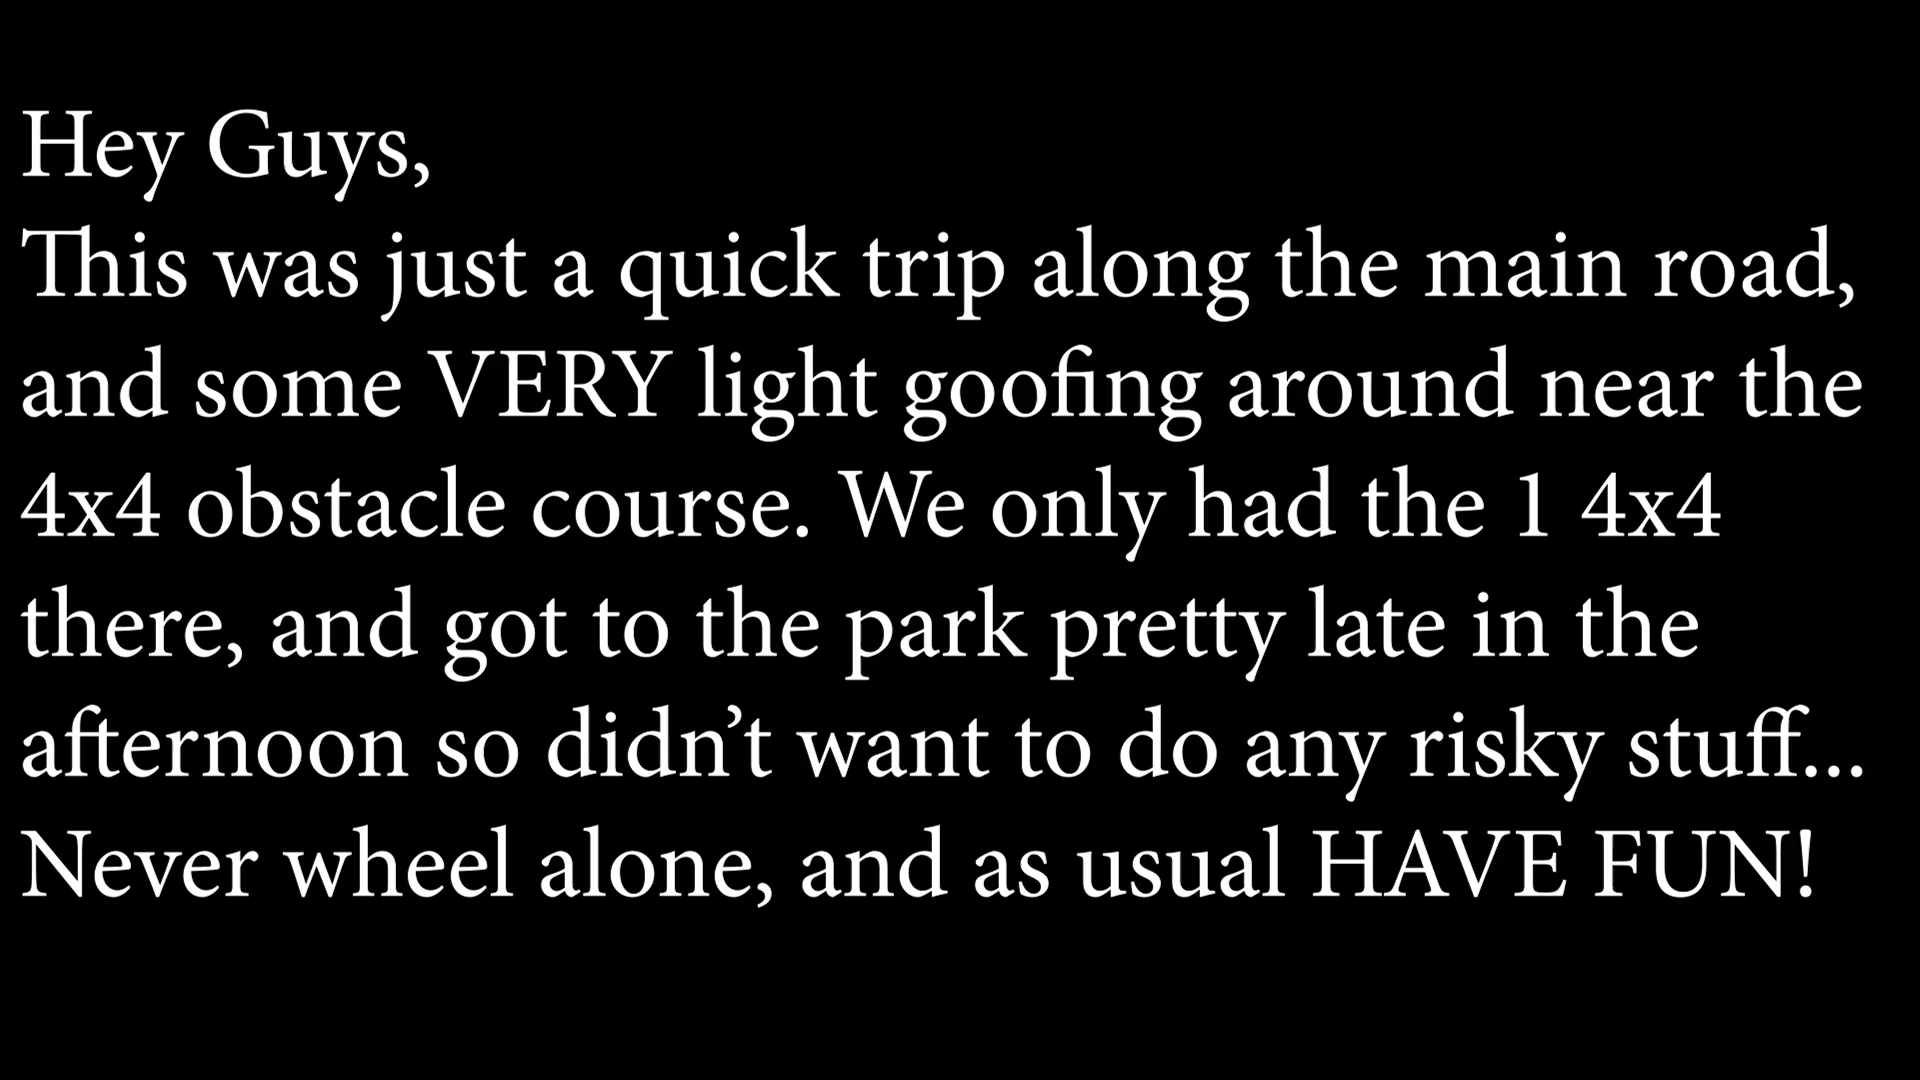 Hey Guys,
This was just a quick trip along the main road,
and some VERY light goofing around near the
4x4 obstacle course. We only had the 1 4x4
there, and got to the park pretty late in the
afternoon so didn’t want to do any risky stuff...
Never wheel alone, and as usual HAVE FUN!